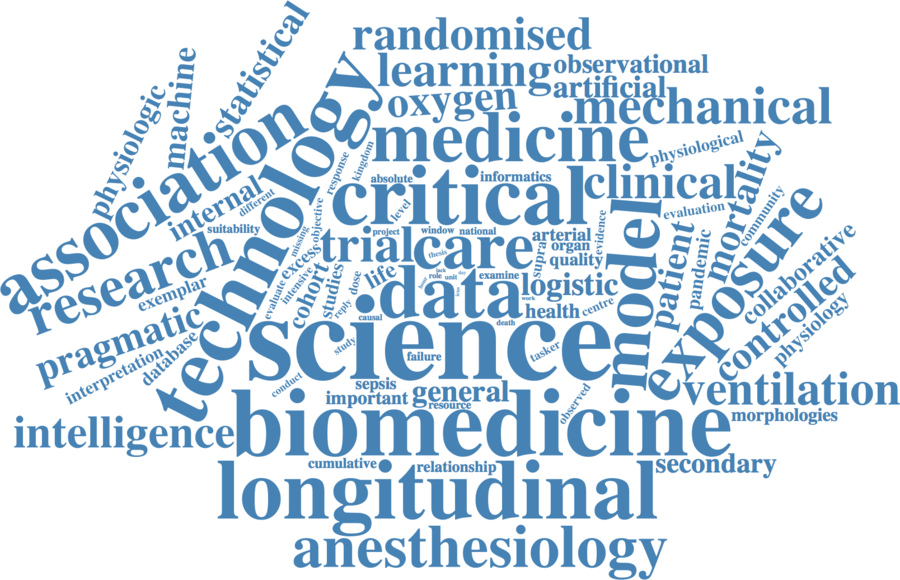 randomised
statistical
machine
physiologic
learning
observational
artificial
oxygen
mechanical
association
technology
medicine
physiological
response
kingdom
internal
different
absolute
informatics
critical
clinical
mortality
level
evaluation
community
suitability
missing
objective
project
window
national
arterial
evidence
research
excess
trial
thesis
care
supra
organ
quality
model
patient
pandemic
exposure
collaborative
exemplar
evaluate
intensive
cohort
studies
reply
dose
life
jack
role
unit
examine
logistic
data
work
health
centre
controlled
physiology
pragmatic
causal
death
science
interpretation
database
study
failure
tasker
conduct
sepsis
general
important
resource
observed
ventilation
morphologies
intelligence
biomedicine
cumulative
relationship
secondary
longitudinal
anesthesiology